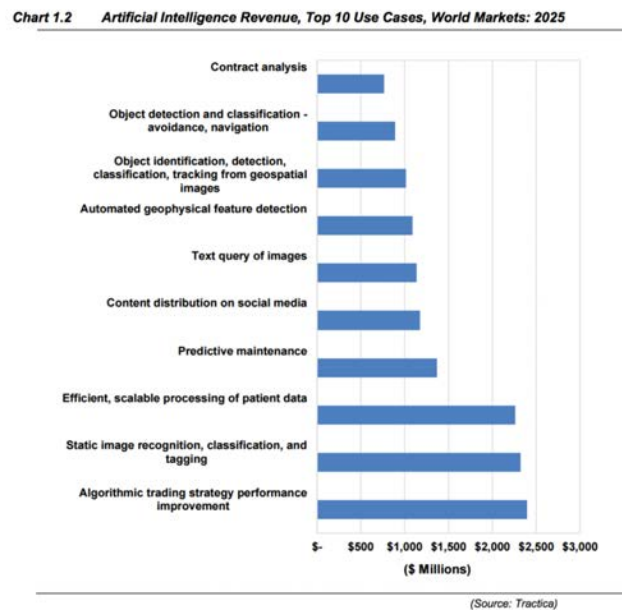 Chart 1.2 Artificial Intelligence Revenue, Top 10 Use Cases, World Markets: 2025
Contract analysis
Object detection and classification -
avoidance, navigation
Object identification, detection,
classification, tracking from geospatial
images
Automated geophysical feature detection
Text query of images
Content distribution on social media
Predictive maintenance
Efficient, scalable processing of patient data
Static image recognition, classification, and
tagging
Algorithmic trading strategy performance
improvement
$- $500 $1,000 $1,500 $2,000 $2,500 $3,000
($ Millions)
(Source: Tractica)